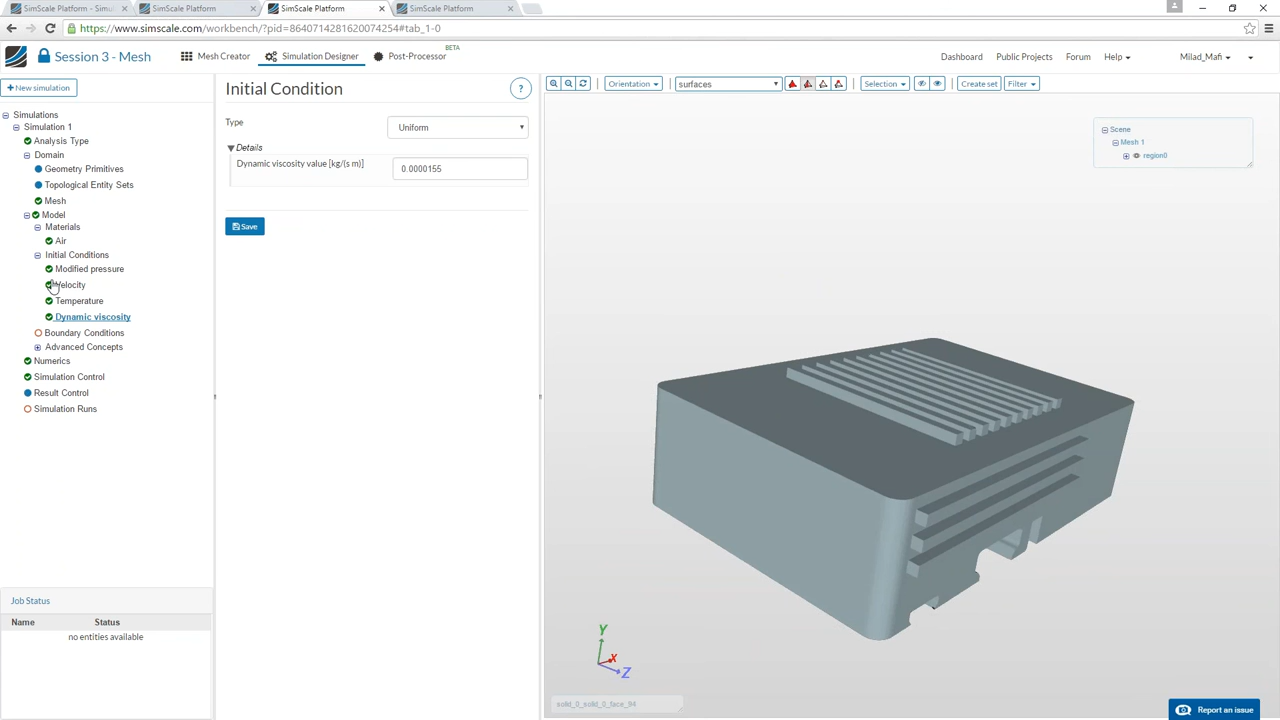 SimScale Platform - Simu
SimScale Platform
SimScale Platform
SimScale Platform
https://www.simscale.com/workbench/?pid=8640714281620074254#tab_1-0
Session 3 - Mesh
Mesh Creator
Simulation Designer
Post-Processor
BETA
Dashboard
Public Projects
Forum
Help
Milad_Mafi
+ New simulation
Initial Condition
?
Orientation
surfaces
Selection
Create set
Filter
Simulations
Simulation 1
Analysis Type
Domain
Geometry Primitives
Topological Entity Sets
Mesh
Model
Materials
Air
Initial Conditions
Modified pressure
Velocity
Temperature
Dynamic viscosity
Boundary Conditions
Advanced Concepts
Numerics
Simulation Control
Result Control
Simulation Runs
Type
Uniform
Details
Dynamic viscosity value [kg/(s m)]
0.0000155
Save
Scene
Mesh 1
region0
Job Status
Name
Status
no entities available
Y
X
Z
solid_0_solid_0_face_84
Report an issue